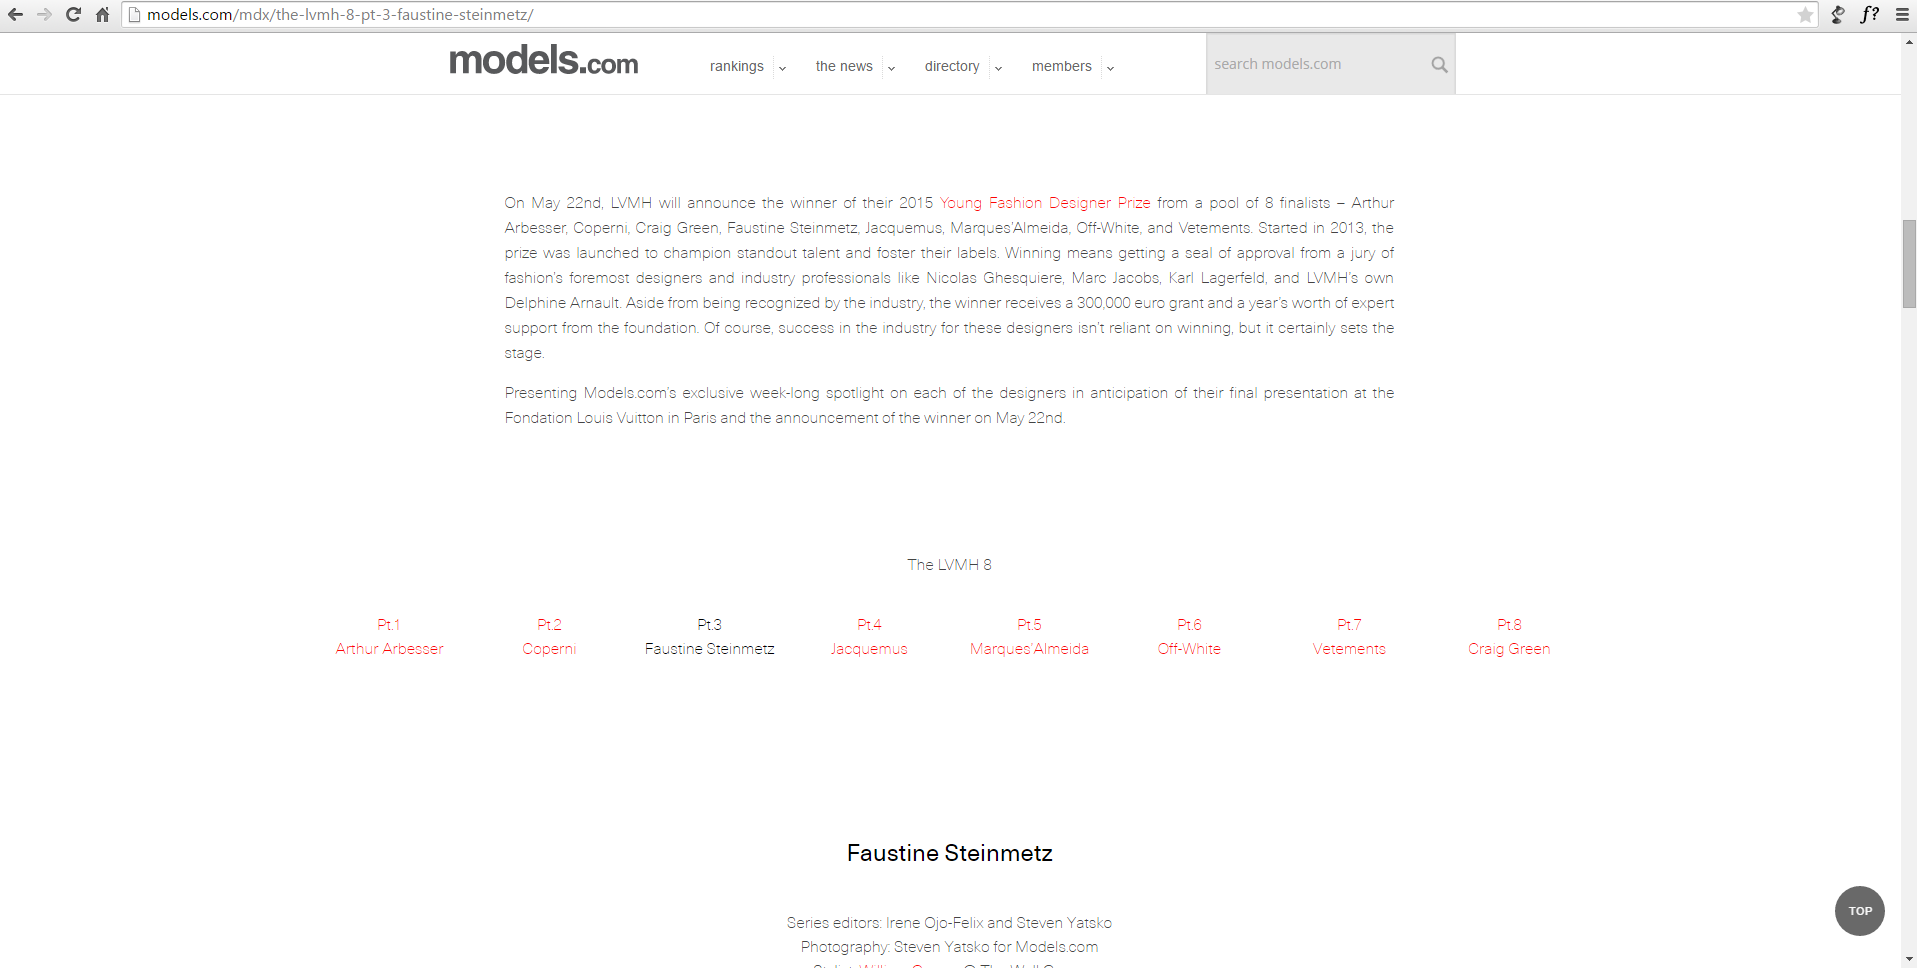 models.com/mdx/the-lvmh-8-pt-3-faustine-steinmetz/
f?
models.com
rankings the news directory members
search models.com
On May 22nd, LVMH will announce the winner of their 2015 Young Fashion Designer Prize from a pool of 8 finalists – Arthur
Arbesser, Coperni, Craig Green, Faustine Steinmetz, Jacquemus, Marques'Almeida, Off-White, and Vetements. Started in 2013, the
prize was launched to champion standout talent and foster their labels. Winning means getting a seal of approval from a jury of
fashion's foremost designers and industry professionals like Nicolas Ghesquiere, Marc Jacobs, Karl Lagerfeld, and LVMH's own
Delphine Arnault. Aside from being recognized by the industry, the winner receives a 300,000 euro grant and a year's worth of expert
support from the foundation. Of course, success in the industry for these designers isn't reliant on winning, but it certainly sets the
stage.
Presenting Models.com's exclusive week-long spotlight on each of the designers in anticipation of their final presentation at the
Fondation Louis Vuitton in Paris and the announcement of the winner on May 22nd.
The LVMH 8
Pt.1 Pt.2 Pt.3 Pt.4 Pt.5 Pt.6 Pt.7 Pt.8
Arthur Arbesser Coperni Faustine Steinmetz Jacquemus Marques'Almeida Off-White Vetements Craig Green
Faustine Steinmetz
TOP
Series editors: Irene Ojo-Felix and Steven Yatsko
Photography: Steven Yatsko for Models.com